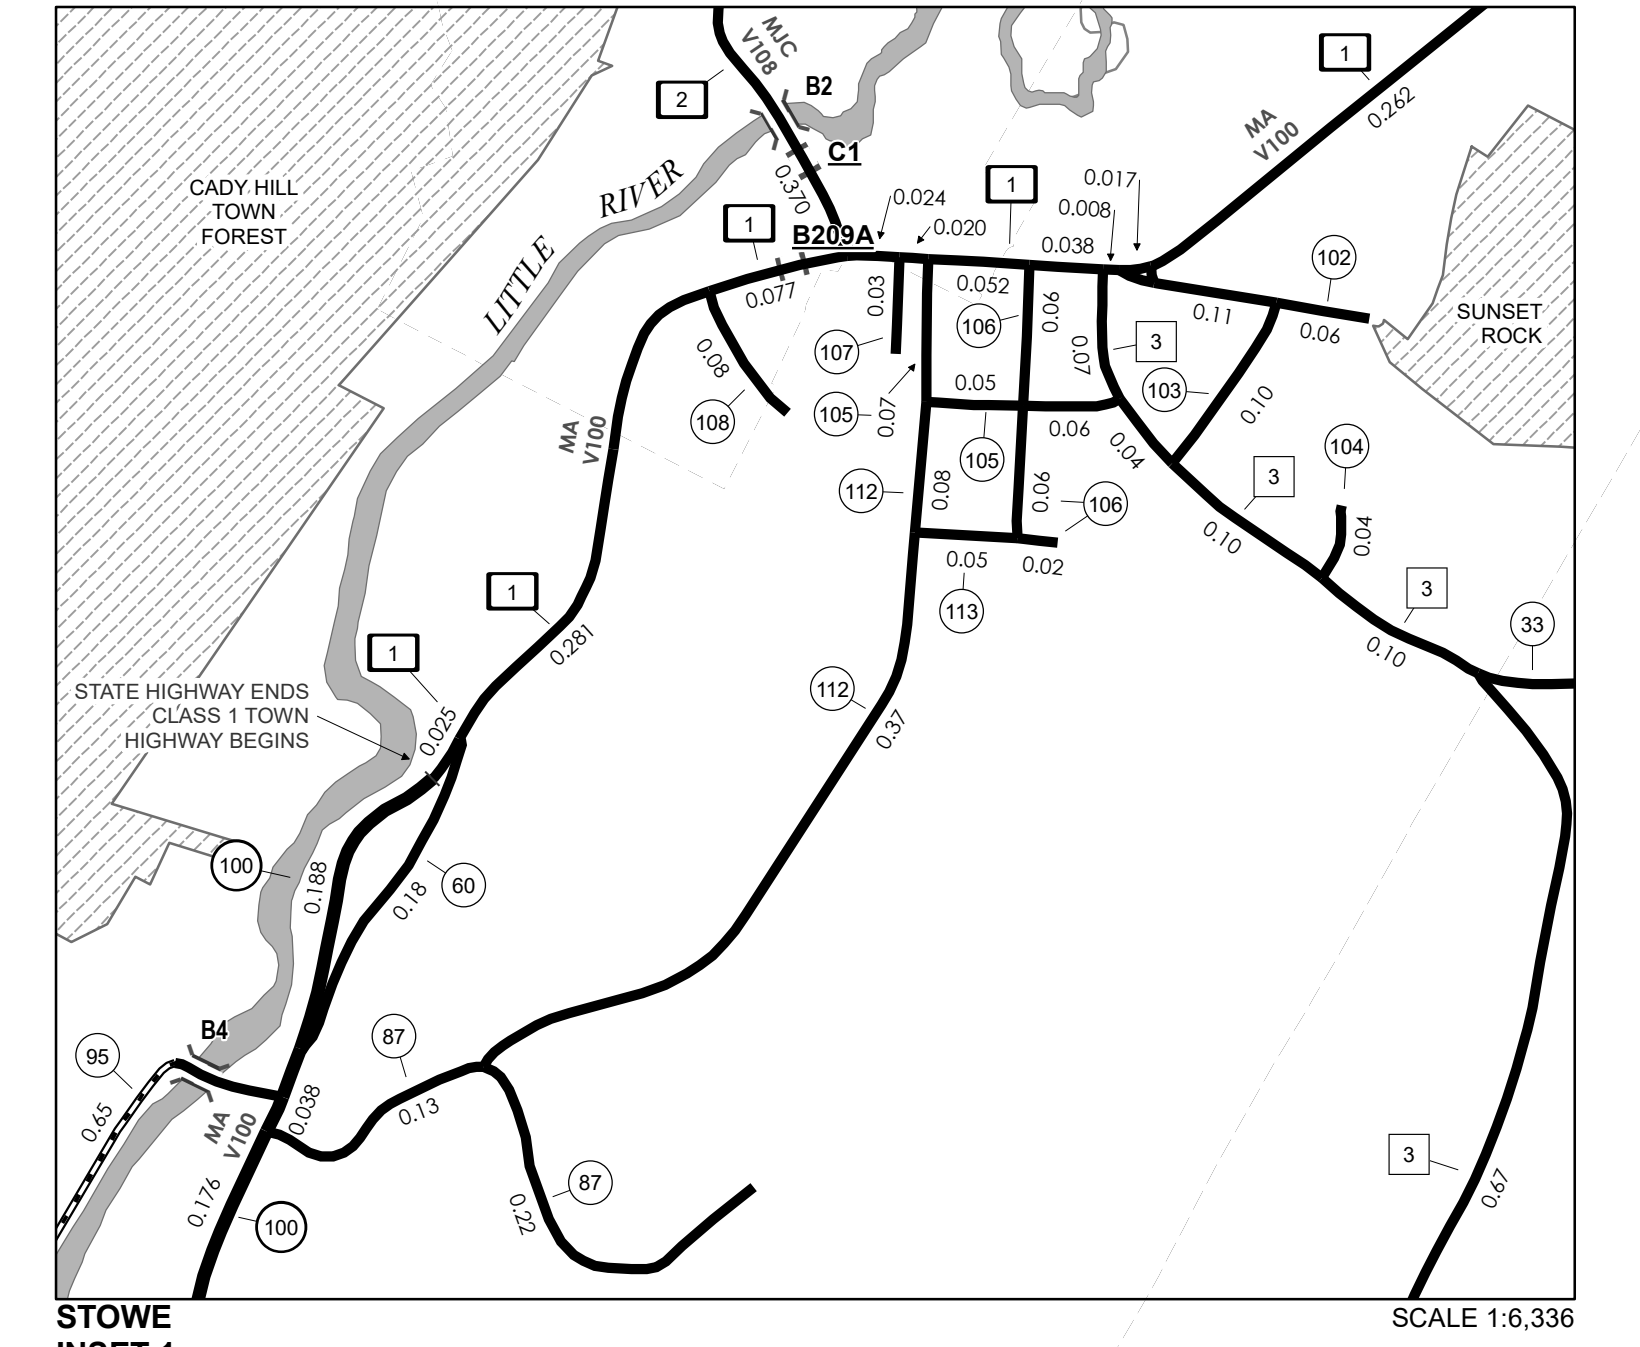 MJC
V108
1
2
B2
0.262
MA
V100
C1
CADY HILL
TOWN
FOREST
RIVER
0.370
1
0.017
0.024
0.008
1
B209A
0.020
0.038
102
LITTLE
0.077
0.03
0.052
106
0.06
0.11
0.06
SUNSET
ROCK
107
0.07
3
0.08
0.05
103
0.10
108
105
0.07
MA
V100
0.06
0.04
104
105
3
112
0.08
0.06
106
0.10
0.04
0.05
0.02
1
3
113
33
0.281
1
0.10
STATE HIGHWAY ENDS
CLASS 1 TOWN
HIGHWAY BEGINS
112
0.025
0.37
100
0.188
0.18
60
B4
95
87
0.65
0.038
0.13
MA
V100
3
87
0.67
0.176
0.22
100
STOWE
SCALE 1:6,336
INSET 1